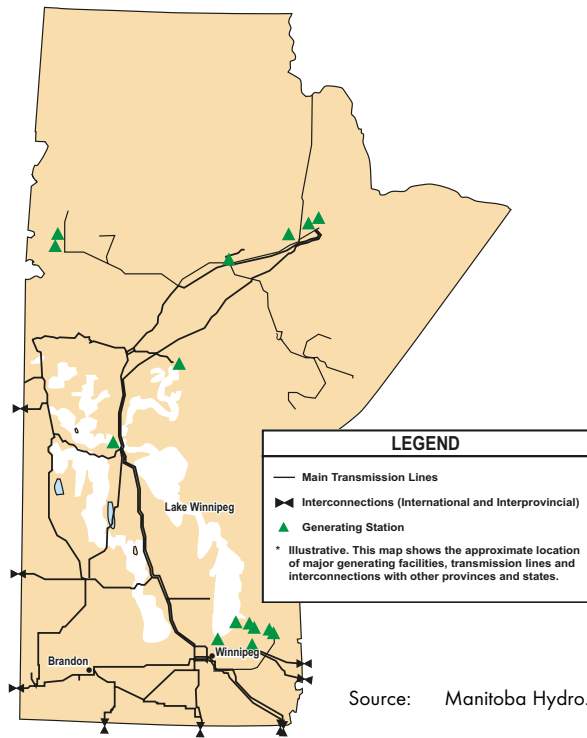 Lake Winnipeg
Winnipeg
Brandon
LEGEND
Main Transmission Lines
Interconnections (International and Interprovincial)
Generating Station
* Illustrative. This map shows the approximate location
of major generating facilities, transmission lines and
interconnections with other provinces and states.
Source: Manitoba Hydro.